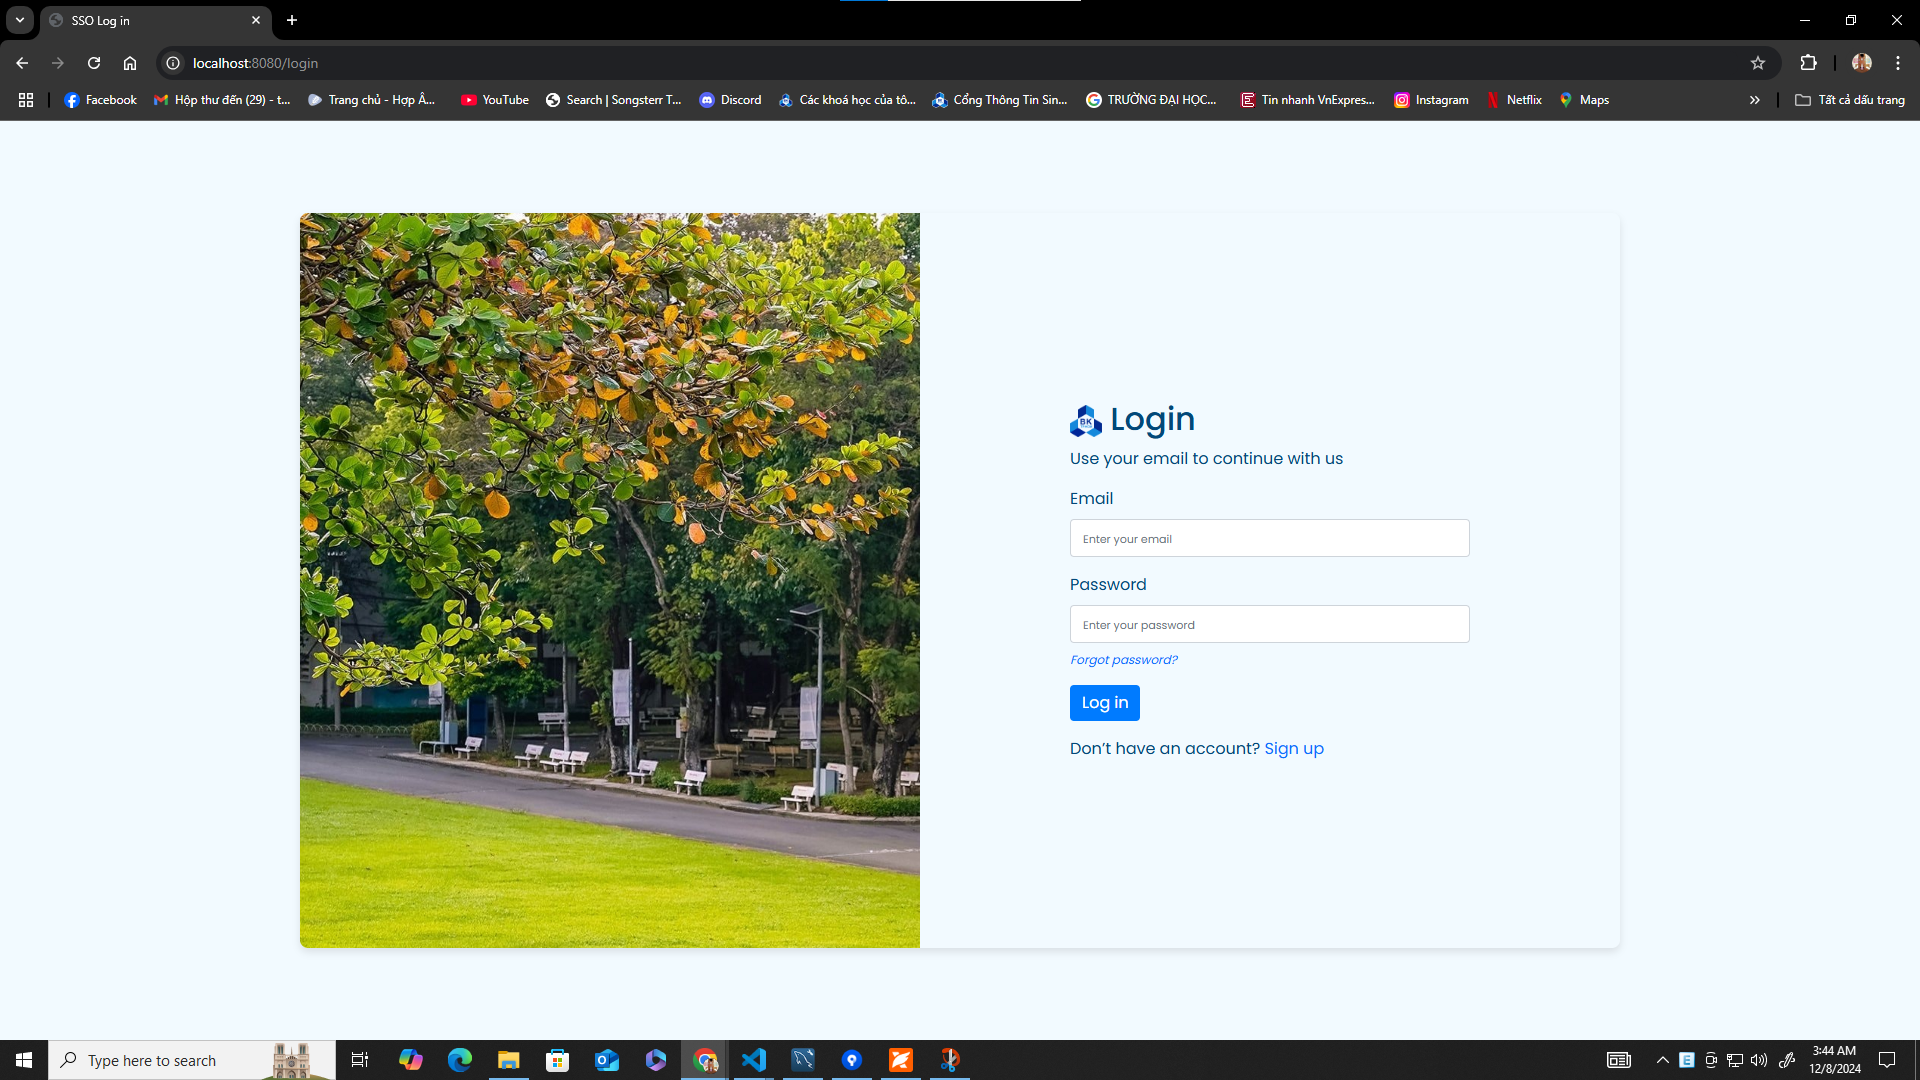 SSO Log in
localhost:8080/login
Facebook
Hộp thư đến (29) - t...
Trang chủ - Hợp Â...
YouTube
Search | Songsterr T...
Discord
Các khoá học của tô...
Cổng Thông Tin Sin...
TRƯỜNG ĐẠI HỌC...
Tin nhanh VnExpres...
Instagram
Netflix
Maps
Tất cả dấu trang
BK
Login
Use your email to continue with us
Email
Enter your email
Password
Enter your password
Forgot password?
Log in
Don’t have an account? Sign up
Type here to search
3:44 AM
12/8/2024